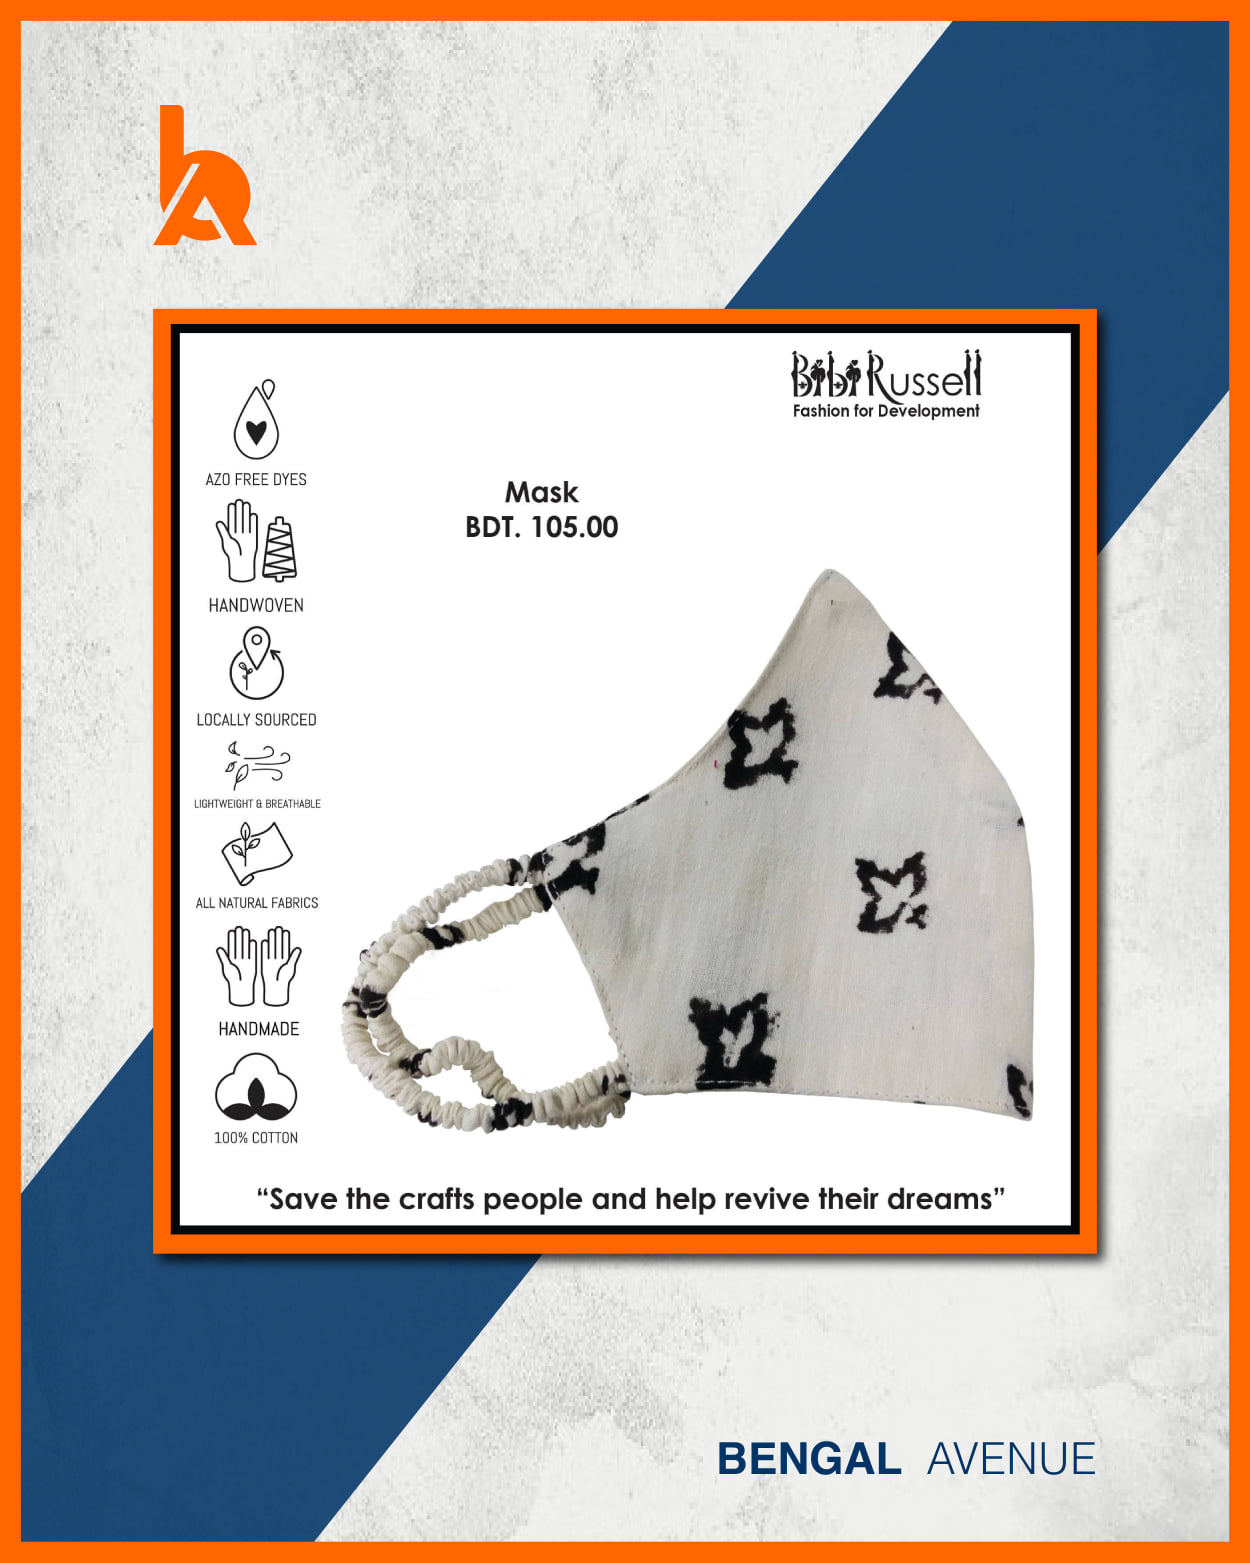 Bibi Russell
Fashion for Development
Mask
BDT. 105.00
AZO FREE DYES
HANDWOVEN
LOCALLY SOURCED
LIGHTWEIGHT & BREATHABLE
ALL NATURAL FABRICS
HANDMADE
100% COTTON
“Save the crafts people and help revive their dreams”
BENGAL AVENUE